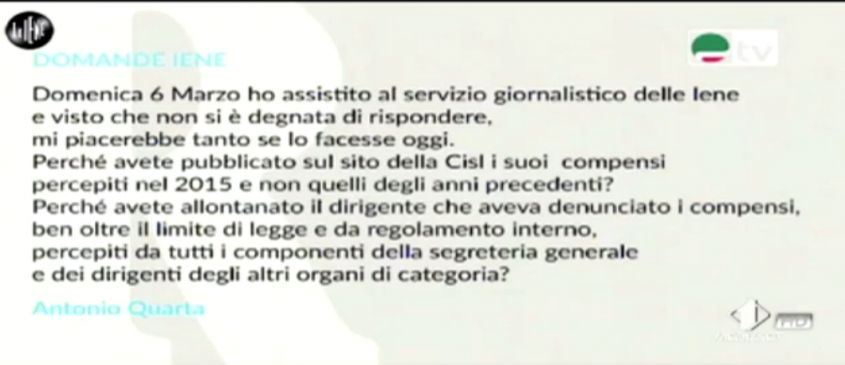 LE IENE
DOMANDE IENE
tv
Domenica 6 Marzo ho assistito al servizio giornalistico delle Iene
e visto che non si è degnata di rispondere,
mi piacerebbe tanto se lo facesse oggi.
Perché avete pubblicato sul sito della Cisl i suoi compensi
percepiti nel 2015 e non quelli degli anni precedenti?
Perché avete allontanato il dirigente che aveva denunciato i compensi,
ben oltre il limite di legge e da regolamento interno,
percepiti da tutti i componenti della segreteria generale
e dei dirigenti degli altri organi di categoria?
Antonio Quarta
HD